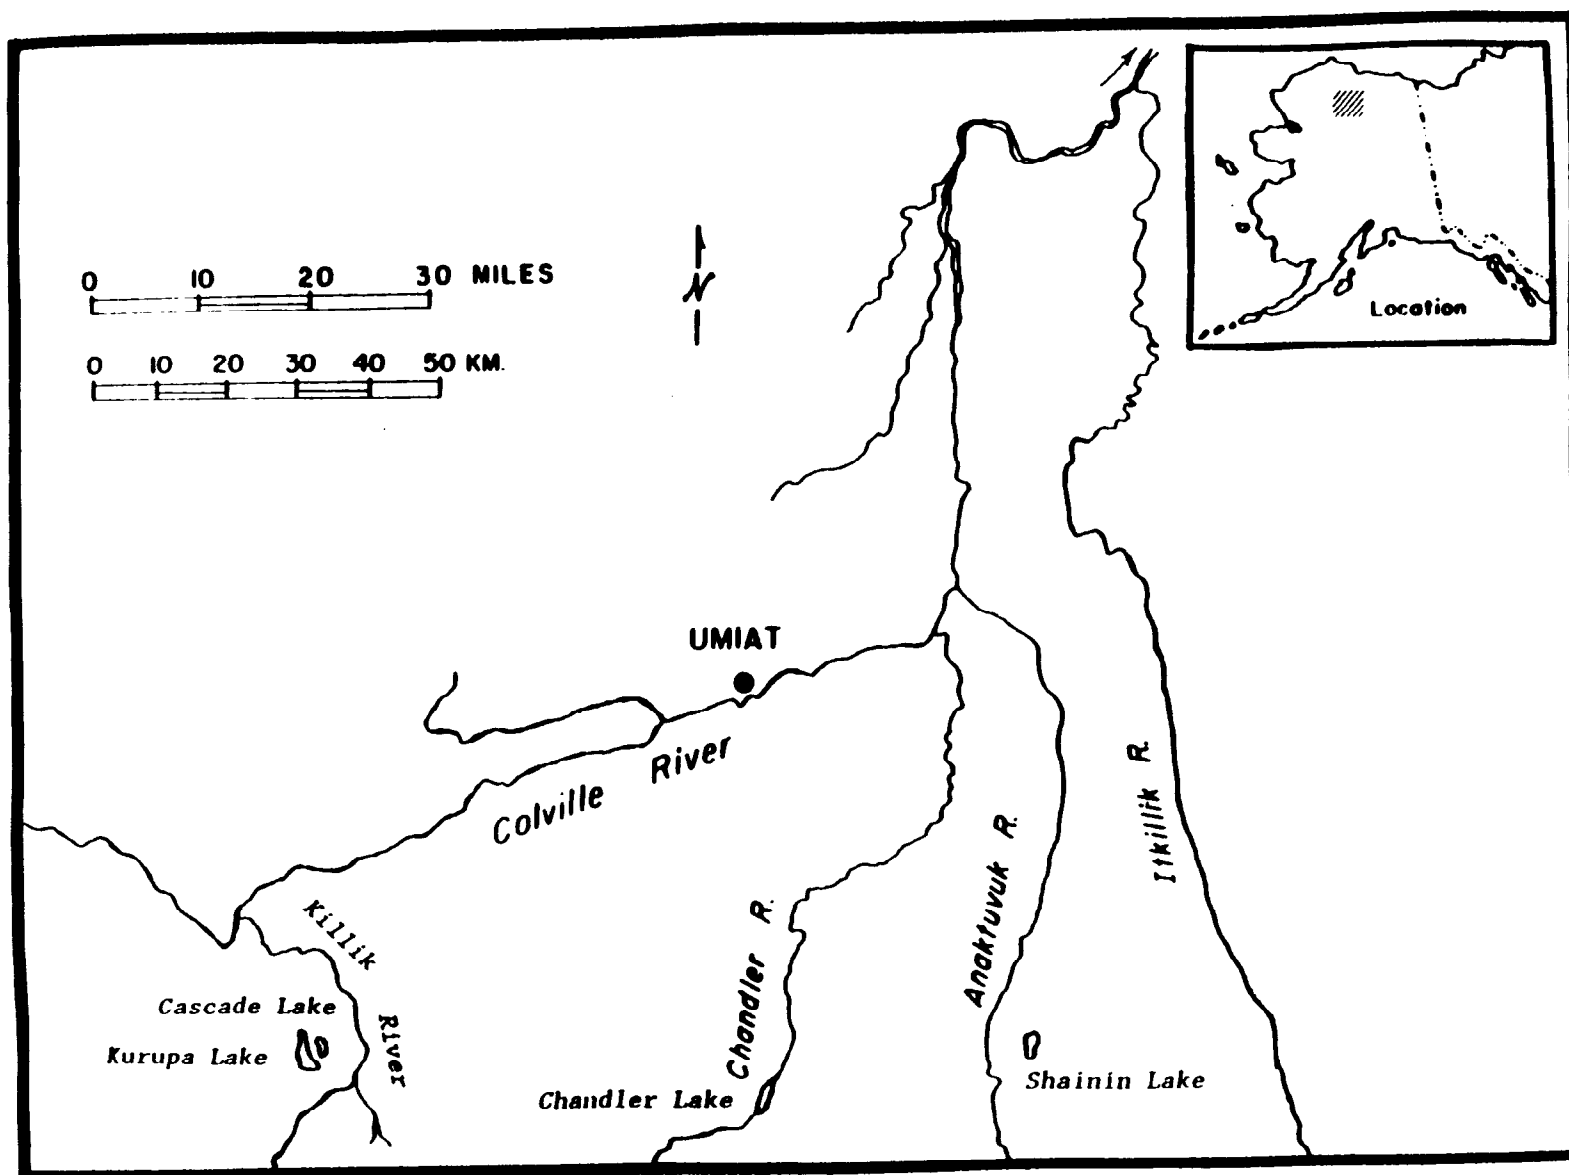 0 10 20 30 MILES
0 10 20 30 40 50 KM.
N
Location
UMIAT
Colville River
Killik River
Cascade Lake
Kurupa Lake
Chandler R.
Chandler Lake
Anaktuvuk R.
Shainin Lake
Itkillik R.